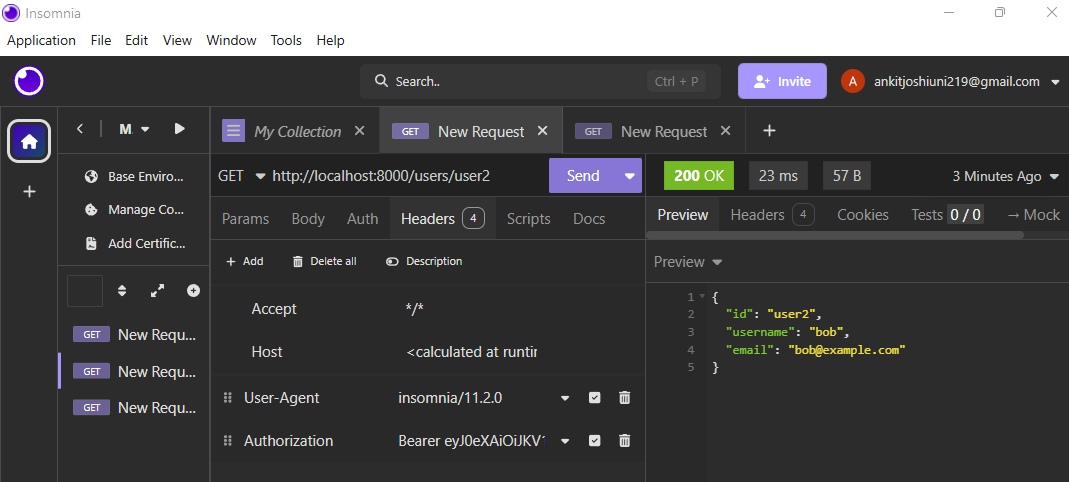 Insomnia
Application File Edit View Window Tools Help
Search.. Ctrl + P Invite A ankitjoshiuni219@gmail.com
M. My Collection GET New Request GET New Request
GET http://localhost:8000/users/user2 Send 200 OK 23 ms 57 B 3 Minutes Ago
Base Enviro...
Manage Co...
Add Certific...
GET New Requ...
GET New Requ...
GET New Requ...
Params Body Auth Headers 4 Scripts Docs
Add Delete all Description
Accept */*
Host <calculated at runtir
User-Agent insomnia/11.2.0
Authorization Bearer eyJ0eXAiOiJKV1
Preview Headers 4 Cookies Tests 0 / 0 → Mock
Preview
1 {
2 "id": "user2",
3 "username": "bob",
4 "email": "bob@example.com"
5 }